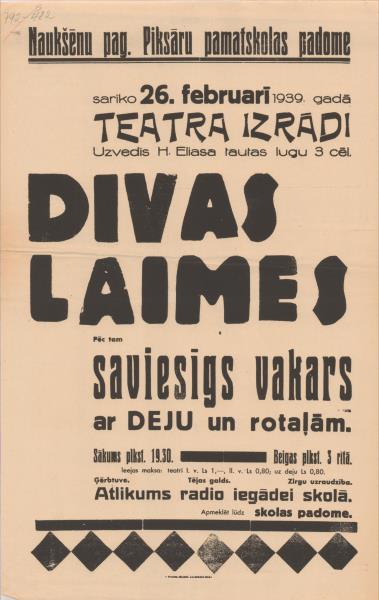 792-482
Naukšēnu pag. Piksāru pamatskolas padome
sarīko 26. februarī 1939. gadā
TEATRA IZRĀDI
Uzvedīs H. Eliasa tautas lugu 3 cēl.
DIVAS
LAIMES
Pēc tam
saviesīgs vakars
ar DEJU un rotaļām.
Sākums plkst. 19.30. Beigas plkst. 3 rītā.
Ieejas maksa: teatrī I. v. Ls 1,—, II. v. Ls 0,80; uz deju Ls 0,80.
Ģērbtuve. Tējas galds. Zirgu uzraudzība.
Atlikums radio iegādei skolā.
Apmeklēt lūdz skolas padome.